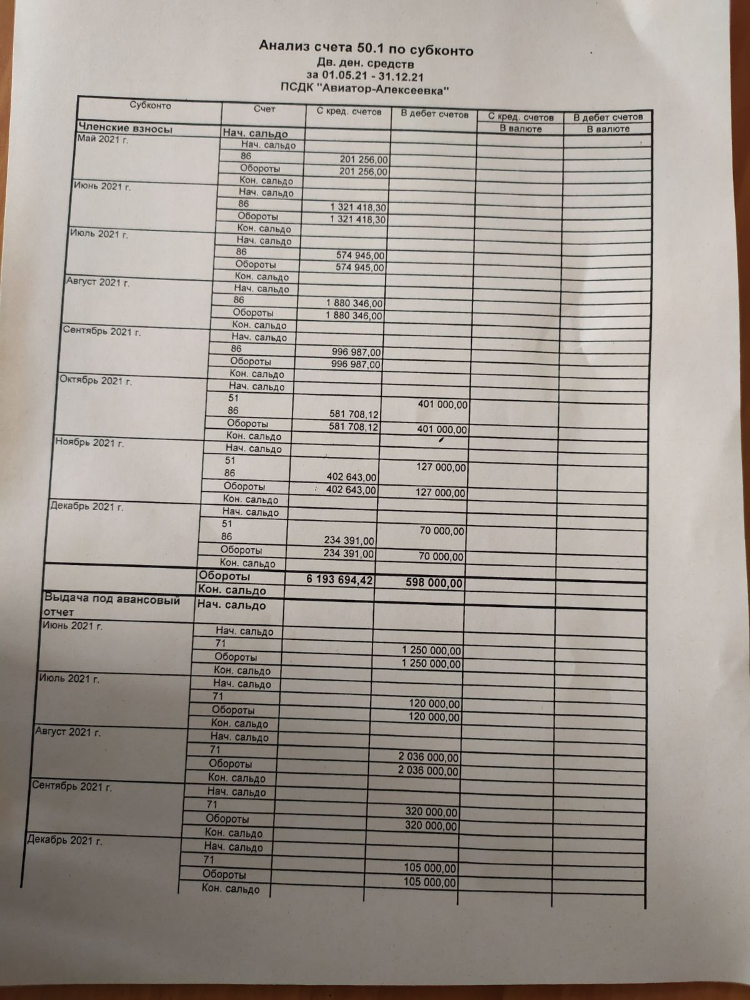 Анализ счета 50.1 по субконто
Дв. ден. средств
за 01.05.21 - 31.12.21
ПСДК "Авиатор-Алексеевка"
Субконто Счет С кред. счетов В дебет счетов С кред. счетов В дебет счетов
В валюте В валюте
Членские взносы Нач. сальдо
Май 2021 г. Нач. сальдо
86 201 256,00
Обороты 201 256,00
Кон. сальдо
Июнь 2021 г. Нач. сальдо
86 1 321 418,30
Обороты 1 321 418,30
Кон. сальдо
Июль 2021 г. Нач. сальдо
86 574 945,00
Обороты 574 945,00
Кон. сальдо
Август 2021 г. Нач. сальдо
86 1 880 346,00
Обороты 1 880 346,00
Кон. сальдо
Сентябрь 2021 г. Нач. сальдо
86 996 987,00
Обороты 996 987,00
Кон. сальдо
Октябрь 2021 г. Нач. сальдо
51 401 000,00
86 581 708,12
Обороты 581 708,12 401 000,00
Кон. сальдо
Ноябрь 2021 г. Нач. сальдо
51 127 000,00
86 402 643,00
Обороты 402 643,00 127 000,00
Кон. сальдо
Декабрь 2021 г. Нач. сальдо
51 70 000,00
86 234 391,00
Обороты 234 391,00 70 000,00
Кон. сальдо
Обороты 6 193 694,42 598 000,00
Кон. сальдо
Выдача под авансовый Нач. сальдо
отчет
Июнь 2021 г. Нач. сальдо
71 1 250 000,00
Обороты 1 250 000,00
Кон. сальдо
Июль 2021 г. Нач. сальдо
71 120 000,00
Обороты 120 000,00
Кон. сальдо
Август 2021 г. Нач. сальдо
71 2 036 000,00
Обороты 2 036 000,00
Кон. сальдо
Сентябрь 2021 г. Нач. сальдо
71 320 000,00
Обороты 320 000,00
Кон. сальдо
Декабрь 2021 г. Нач. сальдо
71 105 000,00
Обороты 105 000,00
Кон. сальдо